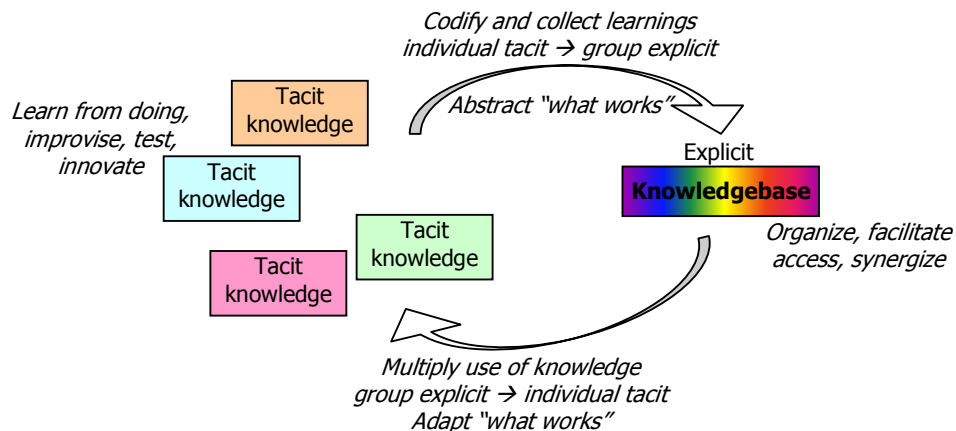 Codify and collect learnings
individual tacit → group explicit
Abstract “what works”
Learn from doing,
improvise, test,
innovate
Tacit
knowledge
Tacit
knowledge
Tacit
knowledge
Tacit
knowledge
Explicit
Knowledgebase
Organize, facilitate
access, synergize
Multiply use of knowledge
group explicit → individual tacit
Adapt “what works”